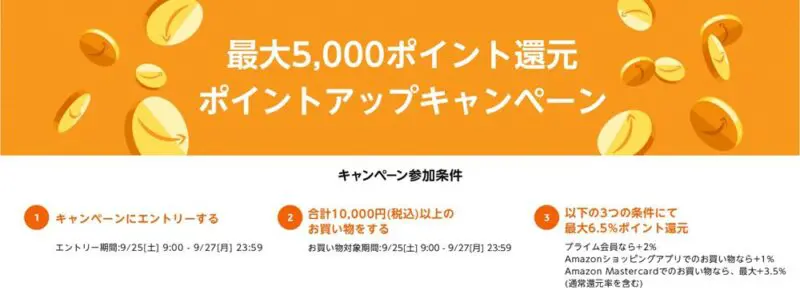 最大5,000ポイント還元
ポイントアップキャンペーン
キャンペーン参加条件
1 キャンペーンにエントリーする
エントリー期間:9/25[土] 9:00 - 9/27[月] 23:59
2 合計10,000円(税込)以上の
お買い物をする
お買い物対象期間:9/25[土] 9:00 - 9/27[月] 23:59
3 以下の3つの条件にて
最大6.5%ポイント還元
プライム会員なら+2%
Amazonショッピングアプリでのお買い物なら+1%
Amazon Mastercardでのお買い物なら、最大+3.5%
(通常還元率を含む)